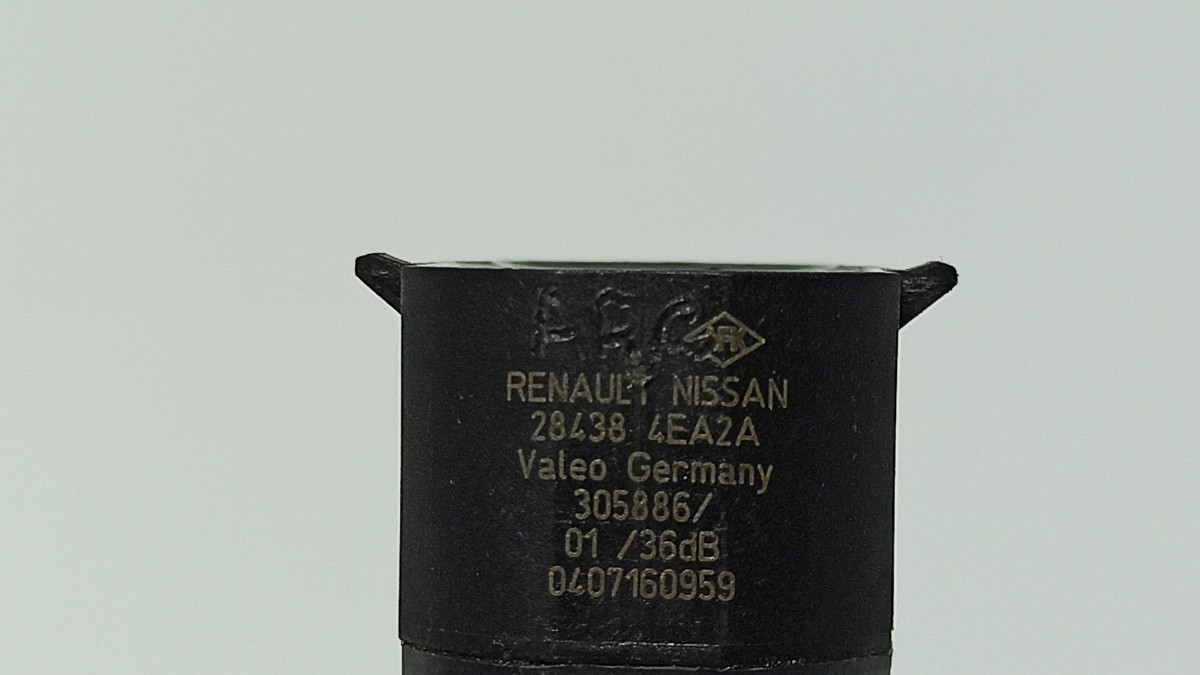 RENAULT NISSAN
28438 4EA2A
Valeo Germany
305886/
01 /36dB
0407160959